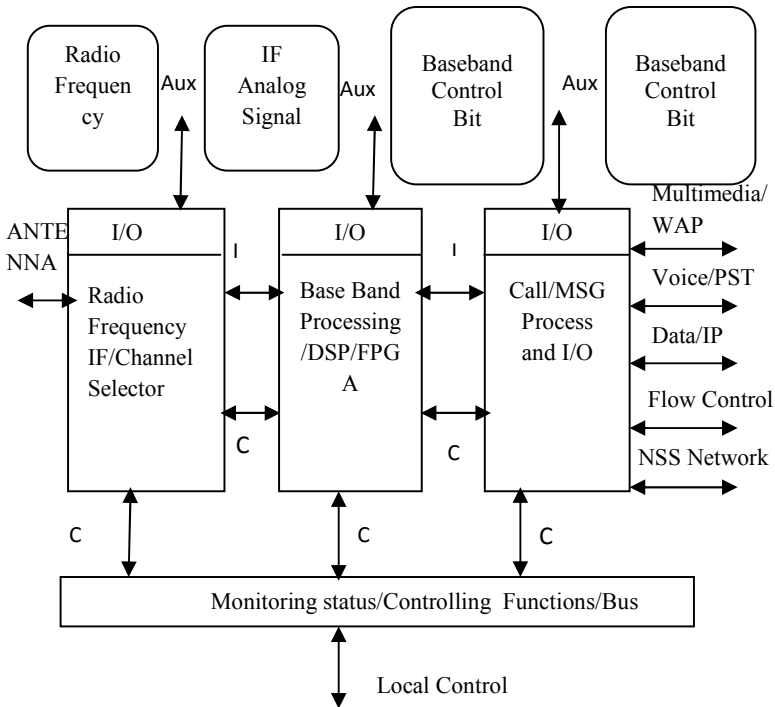 Radio
Frequen
cy
Aux
IF
Analog
Signal
Aux
Baseband
Control
Bit
Aux
Baseband
Control
Bit
ANTE
NNA
I/O
Radio
Frequency
IF/Channel
Selector
I
C
I/O
Base Band
Processing
/DSP/FPG
A
I
C
I/O
Call/MSG
Process
and I/O
Multimedia/
WAP
Voice/PST
Data/IP
Flow Control
NSS Network
C
C
C
Monitoring status/Controlling Functions/Bus
Local Control